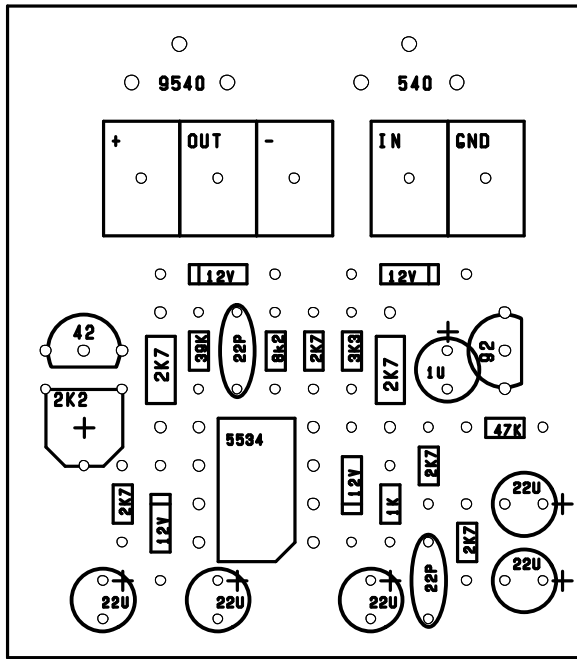 9540 540
+ OUT - IN GND
12V 12V
42 2K7 39K 22P 8k2 2K7 3K3 2K7 + 1U 92
2K2 +
5534 47K
2K7
2K7 12V 12V 1K 22U +
2K7
22U + 22U + 22U + 22P 22U +